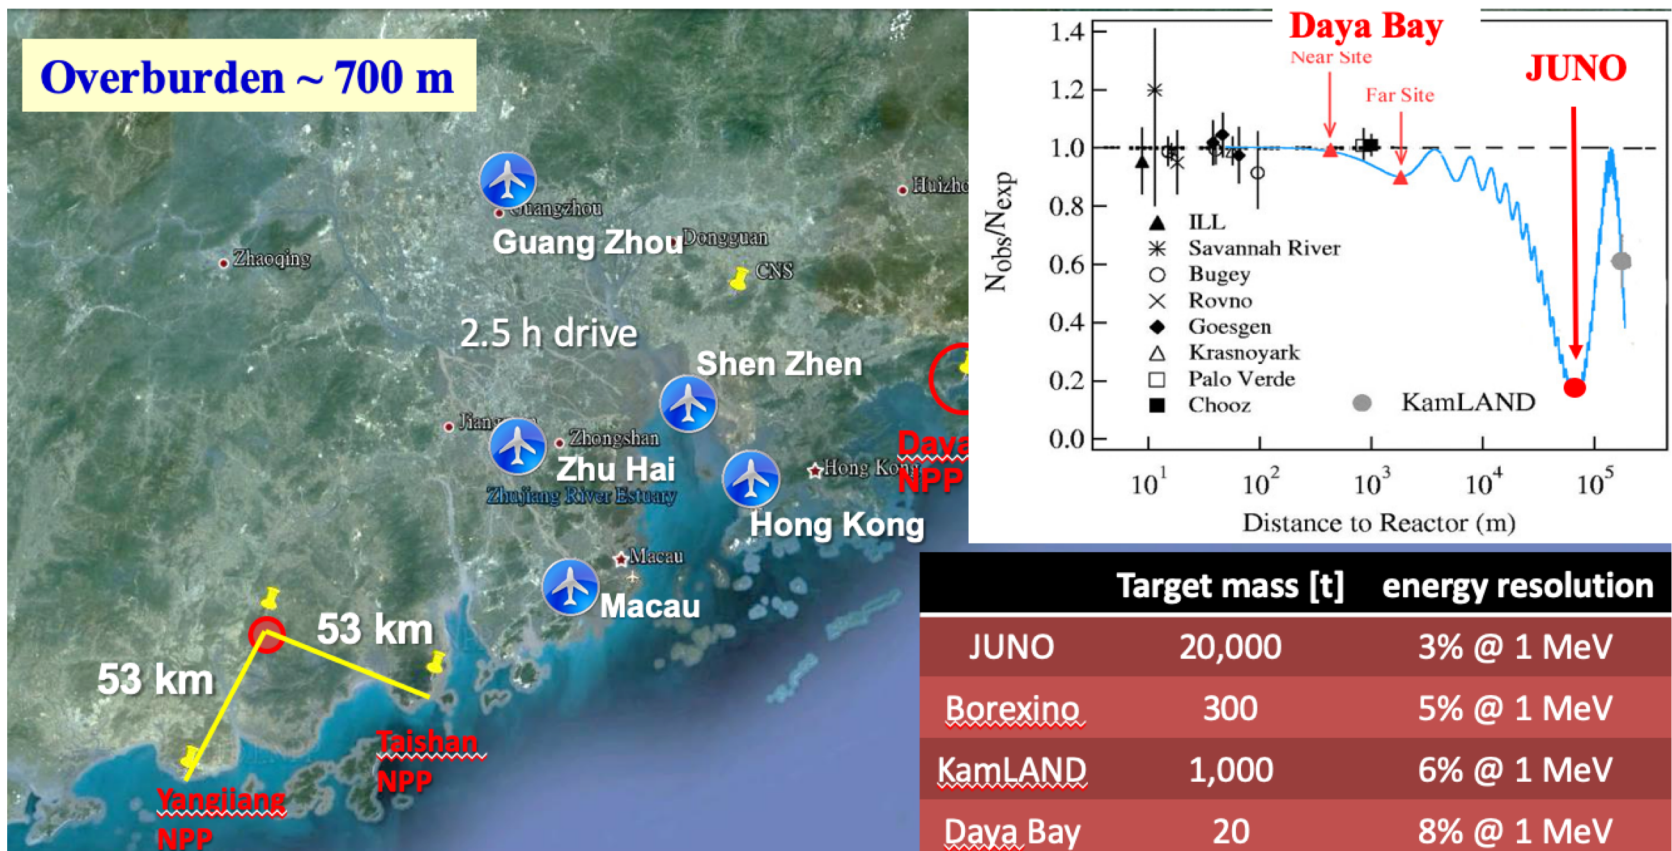 Overburden ~ 700 m
Guangzhou
Guang Zhou
Dongguan
Zhaoqing
CNS
2.5 h drive
Shen Zhen
Zhongshan
Zhu Hai
Zhujiang River Estuary
Hong Kong
NPP
Hong Kong
Macau
Macau
53 km
53 km
Taishan
NPP
Yangjiang
NPP
Daya Bay
Near Site
JUNO
Far Site
1.4
1.2
1.0
0.8
0.6
0.4
0.2
0.0
Nobs/Nexp
ILL
Savannah River
Bugey
Rovno
Goesgen
Krasnoyark
Palo Verde
Chooz
KamLAND
10¹ 10² 10³ 10⁴ 10⁵
Distance to Reactor (m)
Target mass [t] energy resolution
JUNO 20,000 3% @ 1 MeV
Borexino 300 5% @ 1 MeV
KamLAND 1,000 6% @ 1 MeV
Daya Bay 20 8% @ 1 MeV